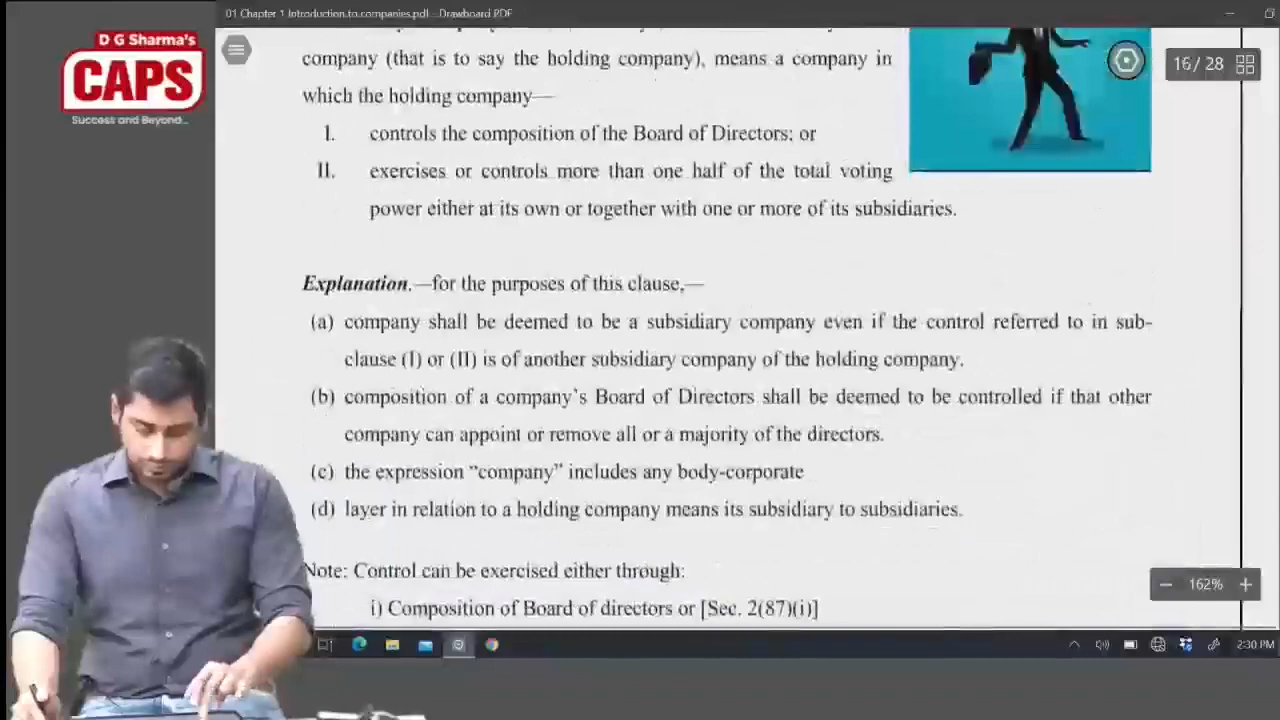 01 Chapter 1 Introduction.to.companies.pdf - Drawboard PDF
D G Sharma's
CAPS
Success and Beyond...
16 / 28
company (that is to say the holding company), means a company in
which the holding company—
I. controls the composition of the Board of Directors; or
II. exercises or controls more than one half of the total voting
power either at its own or together with one or more of its subsidiaries.
Explanation.—for the purposes of this clause,—
(a) company shall be deemed to be a subsidiary company even if the control referred to in sub-
clause (I) or (II) is of another subsidiary company of the holding company.
(b) composition of a company's Board of Directors shall be deemed to be controlled if that other
company can appoint or remove all or a majority of the directors.
(c) the expression "company" includes any body-corporate
(d) layer in relation to a holding company means its subsidiary to subsidiaries.
Note: Control can be exercised either through:
i) Composition of Board of directors or [Sec. 2(87)(i)]
162%
2:30 PM